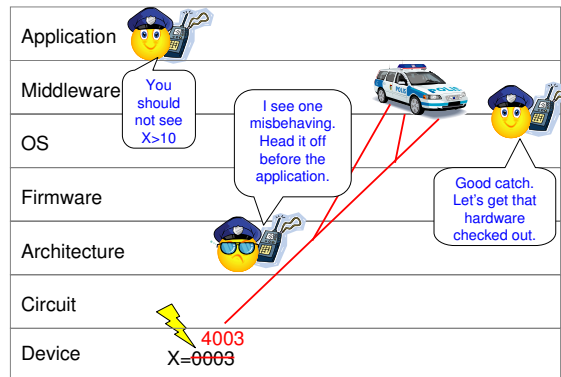 Application
Middleware
OS
Firmware
Architecture
Circuit
Device
You
should
not see
X>10
I see one
misbehaving.
Head it off
before the
application.
POLIS
Good catch.
Let's get that
hardware
checked out.
4003
X=0003